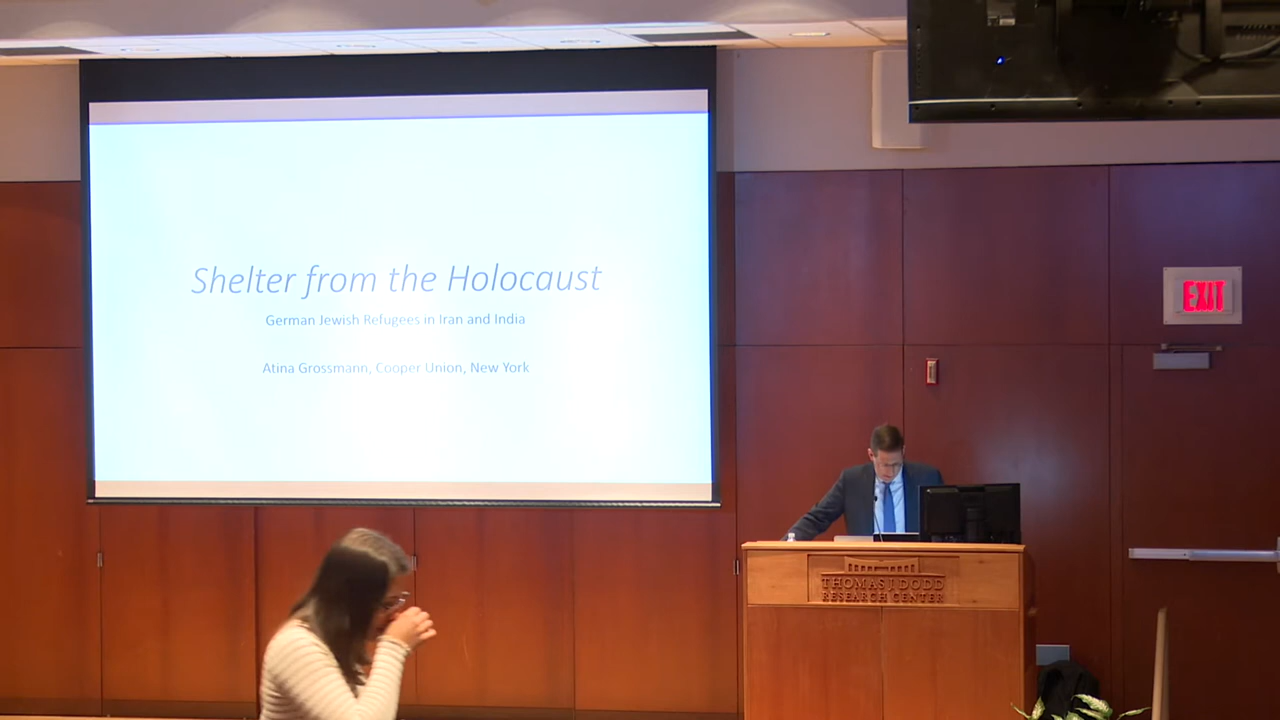 Shelter from the Holocaust
German Jewish Refugees in Iran and India
Atina Grossmann, Cooper Union, New York
EXIT
THOMAS J. DODD
RESEARCH CENTER